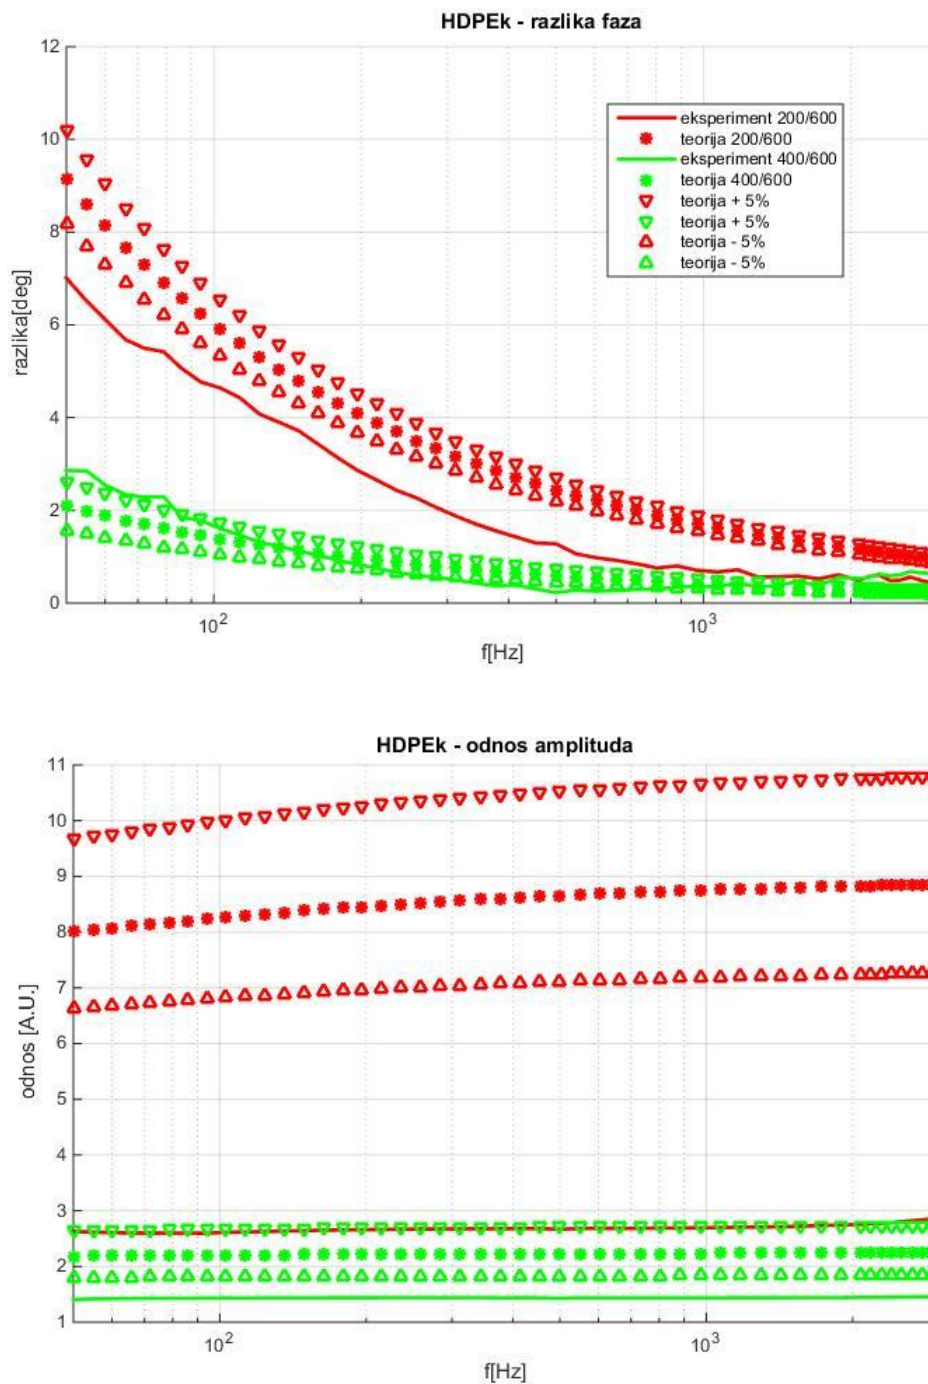 HDPEk - razlika faza
12
10
8
6
4
2
0
razlika[deg]
eksperiment 200/600
teorija 200/600
eksperiment 400/600
teorija 400/600
teorija + 5%
teorija + 5%
teorija - 5%
teorija - 5%
10^2
10^3
f[Hz]
HDPEk - odnos amplituda
11
10
9
8
7
6
5
4
3
2
1
odnos [A.U.]
10^2
10^3
f[Hz]